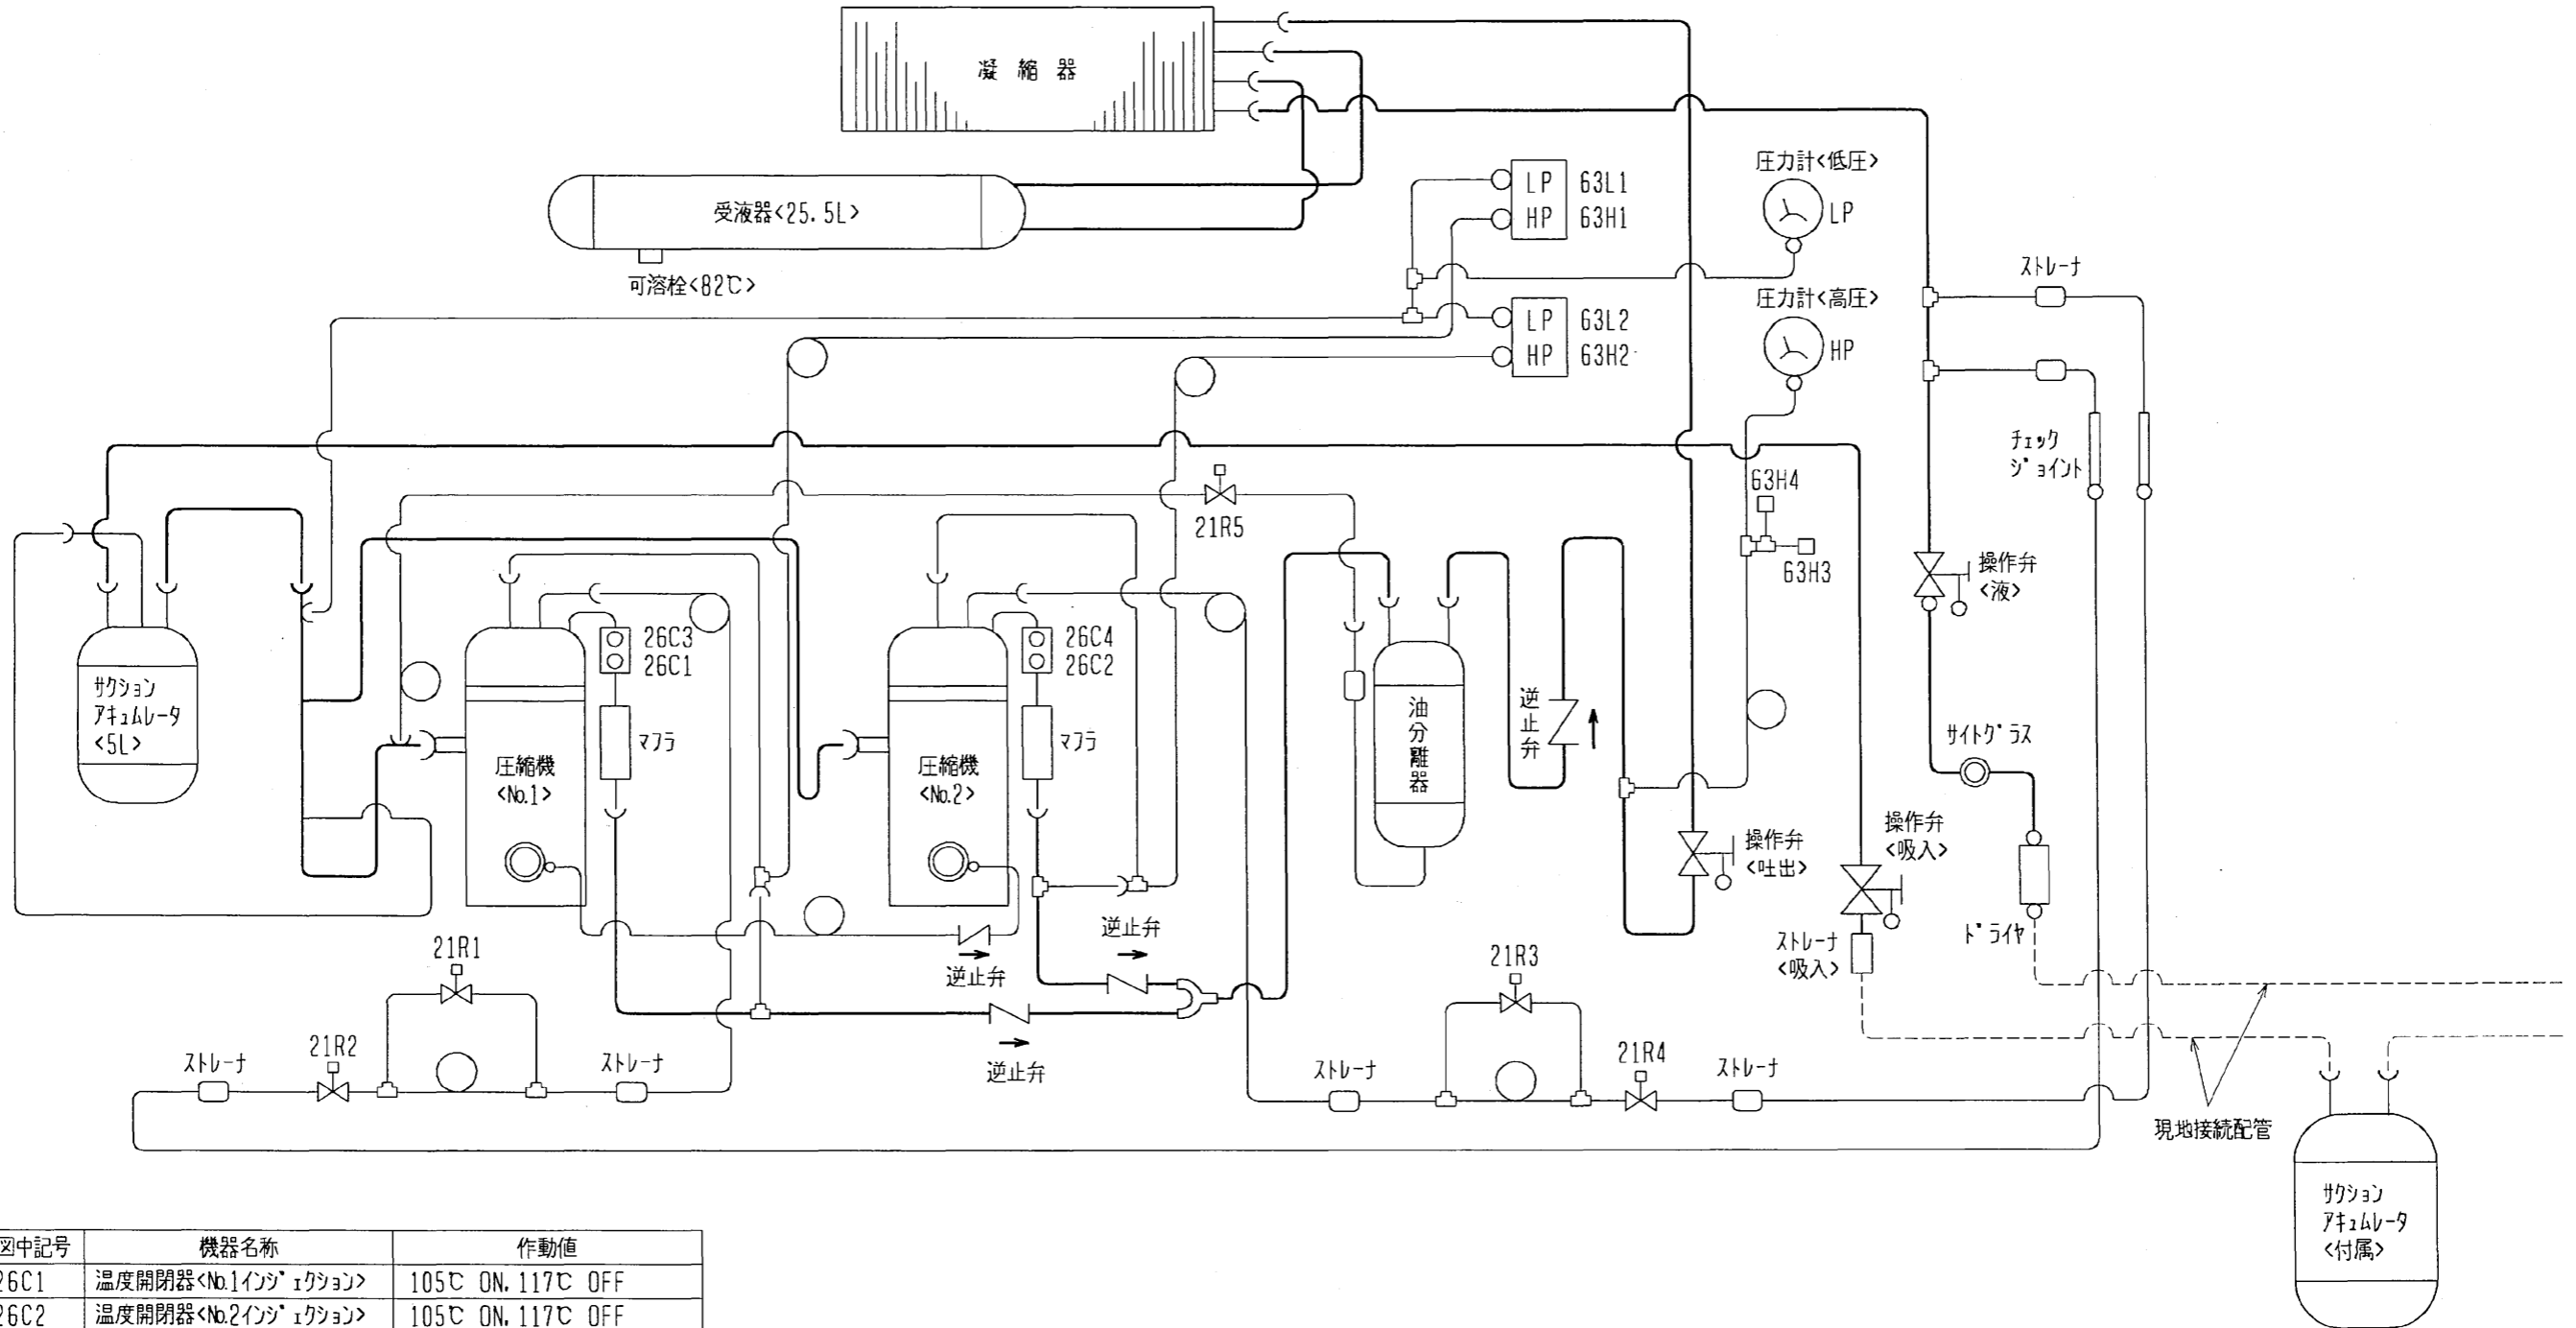 凝縮器
受液器<25.5L>
可溶栓<82℃>
LP 63L1
HP 63H1
LP 63L2
HP 63H2
圧力計<低圧>
LP
圧力計<高圧>
HP
ストレーナ
チェック
ジョイント
63H4
63H3
操作弁
<液>
サイトグラス
ドライヤ
操作弁
<吸入>
操作弁
<吐出>
ストレーナ
<吸入>
21R5
サクション
アキュムレータ
<5L>
26C3
26C1
マフラ
圧縮機
<No.1>
26C4
26C2
マフラ
圧縮機
<No.2>
油分離器
逆止弁
逆止弁
逆止弁
逆止弁
21R1
21R2
ストレーナ
ストレーナ
21R3
21R4
ストレーナ
ストレーナ
現地接続配管
サクション
アキュムレータ
<付属>
図中記号 機器名称 作動値
26C1 温度開閉器<No.1インジェクション> 105℃ ON, 117℃ OFF
26C2 温度開閉器<No.2インジェクション> 105℃ ON, 117℃ OFF